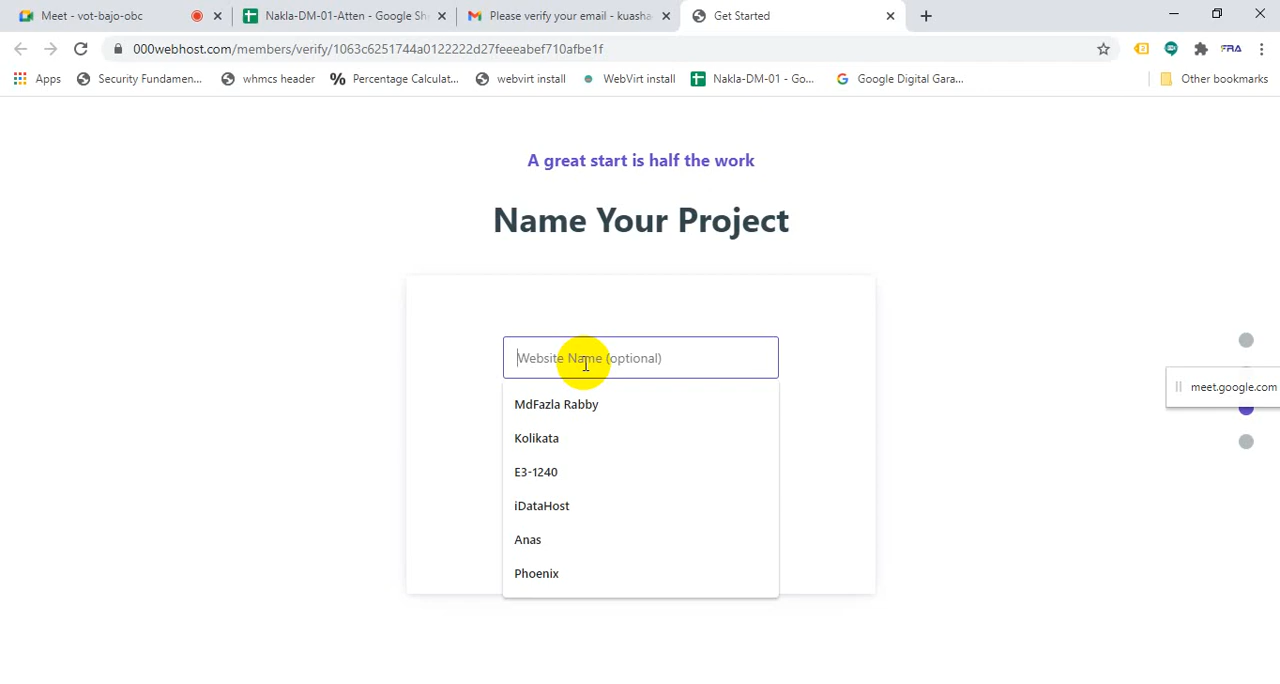 Meet - vot-bajo-obc
Nakla-DM-01-Atten - Google Sh
Please verify your email - kuasha
Get Started
000webhost.com/members/verify/1063c6251744a0122222d27feeeabef710afbe1f
Apps
Security Fundamen...
whmcs header
Percentage Calculat...
webvirt install
WebVirt install
Nakla-DM-01 - Go...
Google Digital Gara...
Other bookmarks
A great start is half the work
Name Your Project
Website Name (optional)
MdFazla Rabby
Kolikata
E3-1240
iDataHost
Anas
Phoenix
meet.google.com